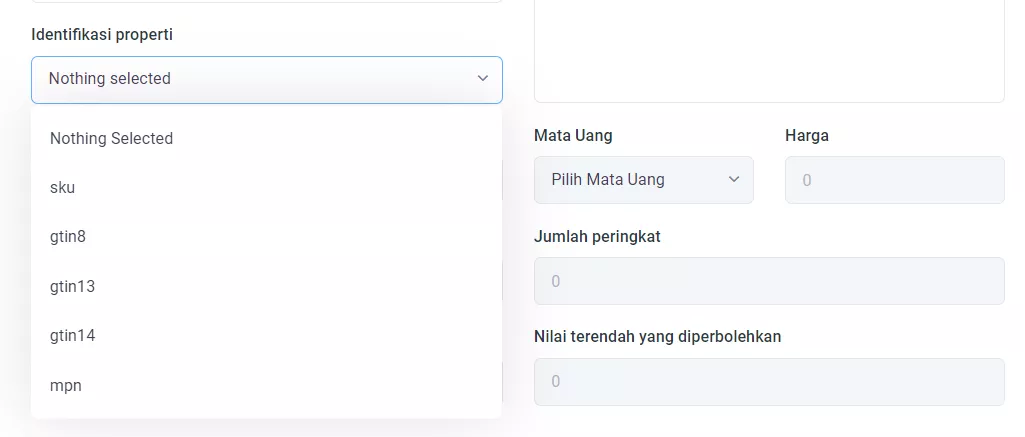 Identifikasi properti
Nothing selected
Nothing Selected
sku
gtin8
gtin13
gtin14
mpn
Mata Uang
Harga
Pilih Mata Uang
0
Jumlah peringkat
0
Nilai terendah yang diperbolehkan
0